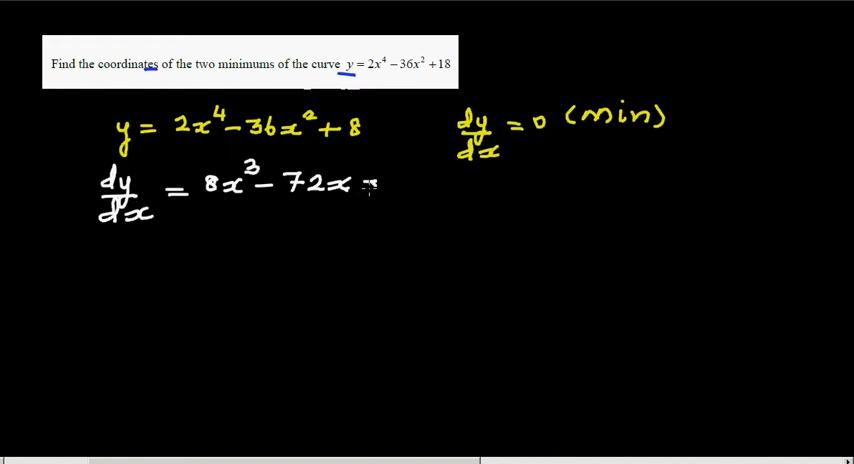 Find the coordinates of the two minimums of the curve y = 2x⁴ − 36x² + 18
y = 2x⁴ − 36x² + 8
dy/dx = 0 (min)
dy/dx = 8x³ − 72x =